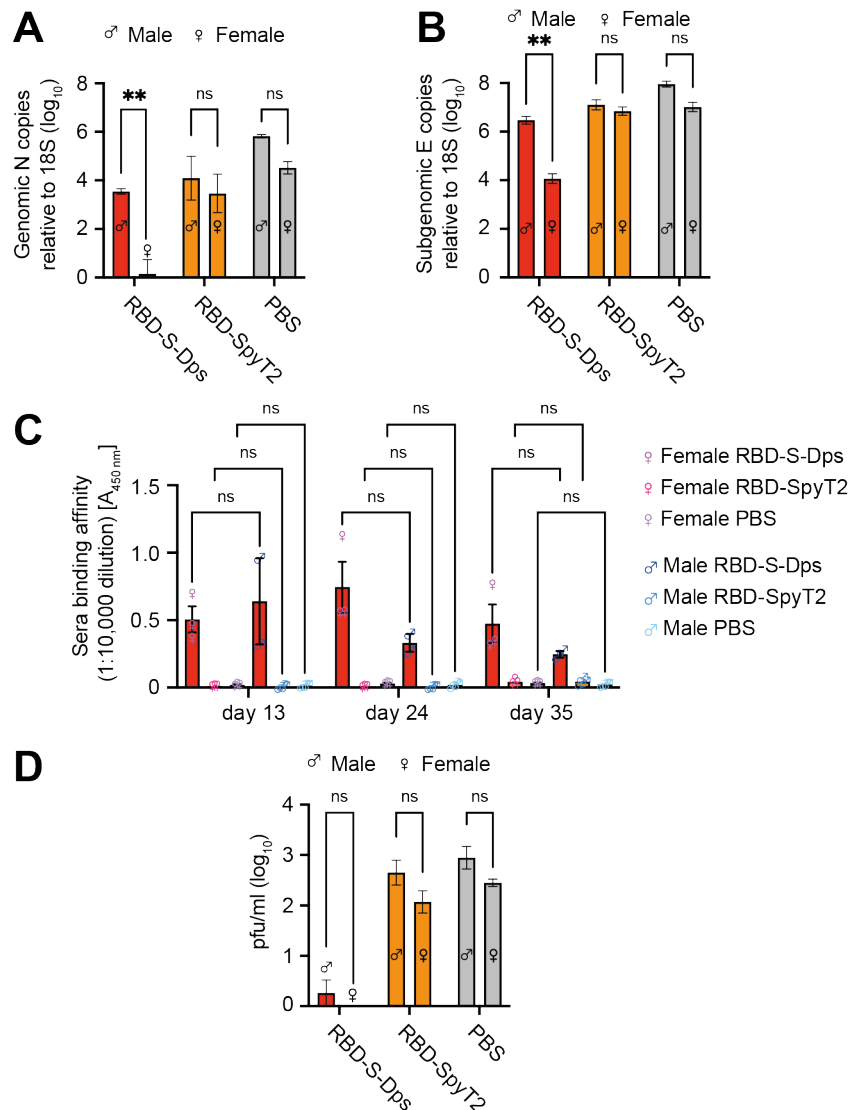 A
♂ Male ♀ Female
Genomic N copies
relative to 18S (log10)
8
6
4
2
0
** ns ns
♂ ♀ ♂ ♀ ♂ ♀
RBD-S-Dps
RBD-SpyT2
PBS
B
♂ Male ♀ Female
Subgenomic E copies
relative to 18S (log10)
8
6
4
2
0
** ns ns
♂ ♀ ♂ ♀ ♂ ♀
RBD-S-Dps
RBD-SpyT2
PBS
C
Sera binding affinity
(1:10,000 dilution) [A450 nm]
1.5
1.0
0.5
0
ns ns ns
ns ns ns
ns ns ns
day 13 day 24 day 35
♀ Female RBD-S-Dps
♀ Female RBD-SpyT2
♀ Female PBS
♂ Male RBD-S-Dps
♂ Male RBD-SpyT2
♂ Male PBS
D
♂ Male ♀ Female
pfu/ml (log10)
4
3
2
1
0
ns ns ns
♂ ♀ ♂ ♀ ♂ ♀
RBD-S-Dps
RBD-SpyT2
PBS